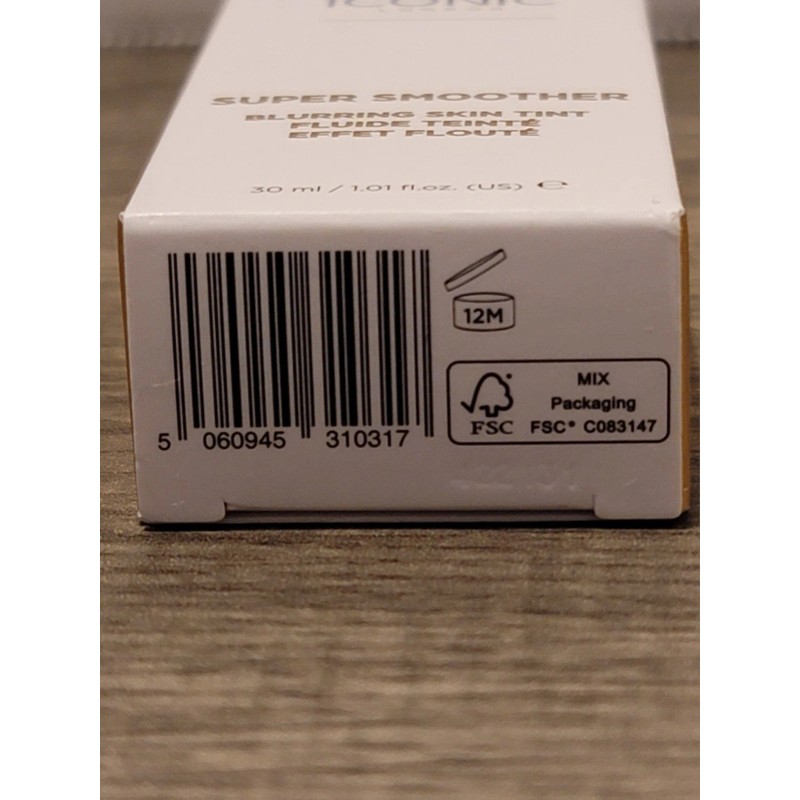 ICONIC
SUPER SMOOTHER
BLURRING SKIN TINT
FLUIDE TEINTÉ
EFFET FLOUTÉ
30 ml / 1.01 fl.oz. (US) ℮
12M
MIX
Packaging
FSC FSC® C083147
5 060945 310317